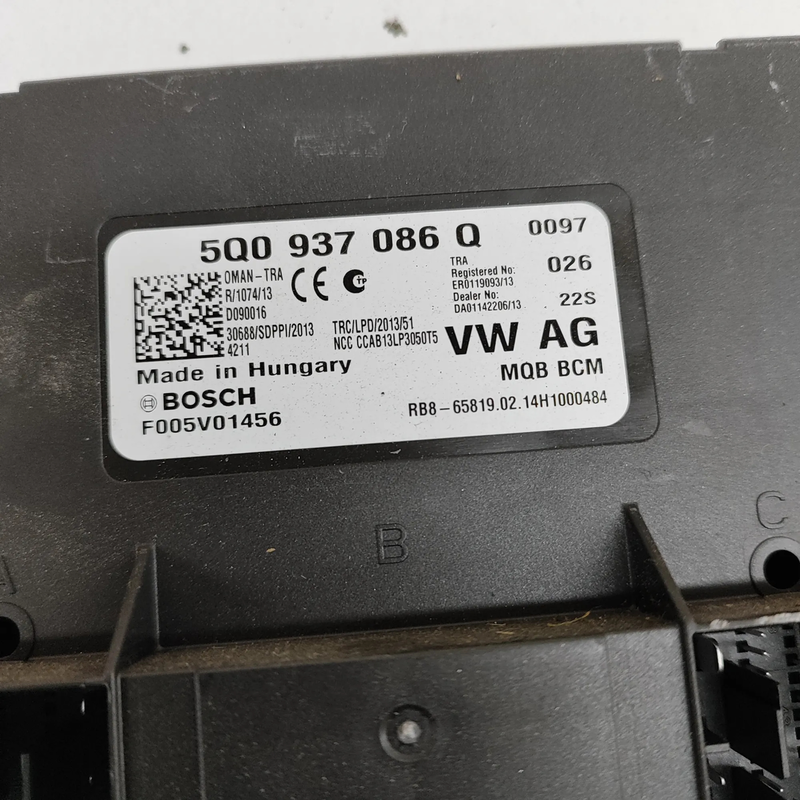 5Q0 937 086 Q 0097
OMAN-TRA
R/1074/13
D090016
30688/SDPPI/2013
4211
CE
TP
TRC/LPD/2013/51
NCC CCAB13LP3050T5
TRA
Registered No:
ER0119093/13
Dealer No:
DA01142206/13
026
22S
VW AG
Made in Hungary
MQB BCM
BOSCH
F005V01456
RB8-65819.02.14H1000484
A
B
C